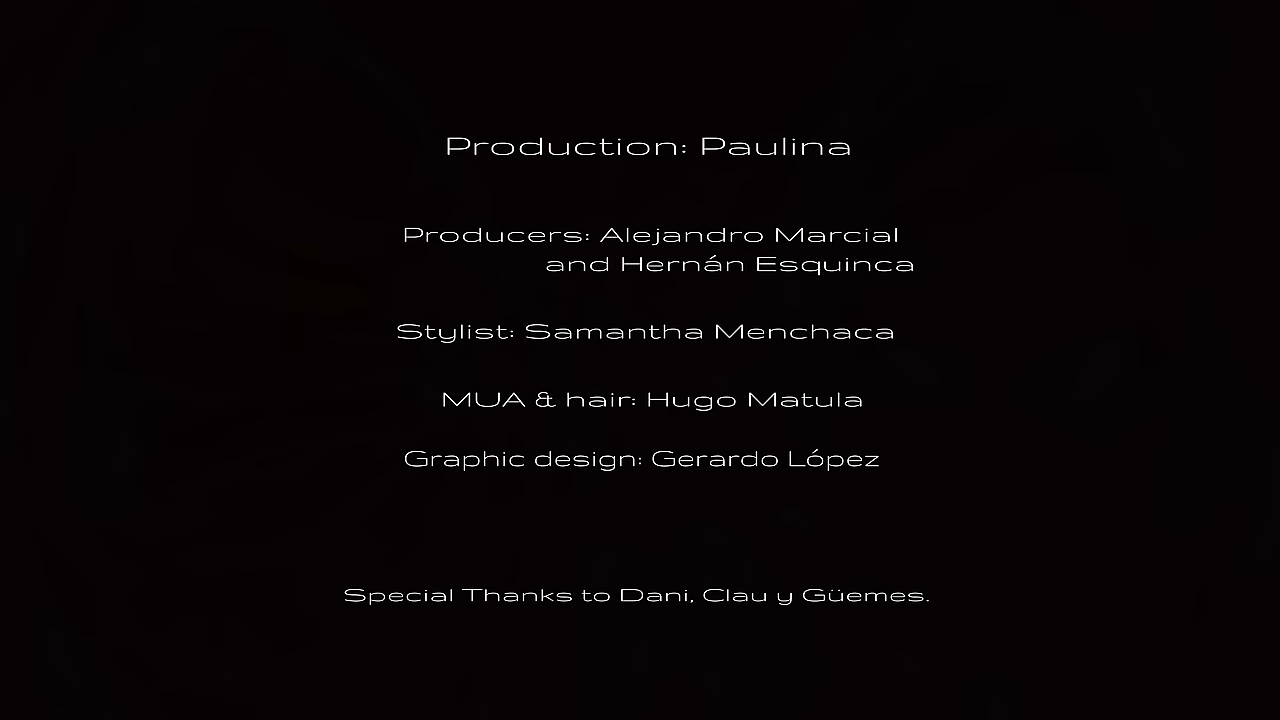 Production: Paulina
Producers: Alejandro Marcial
and Hernán Esquinca
Stylist: Samantha Menchaca
MUA & hair: Hugo Matula
Graphic design: Gerardo López
Special Thanks to Dani, Clau y Güemes.